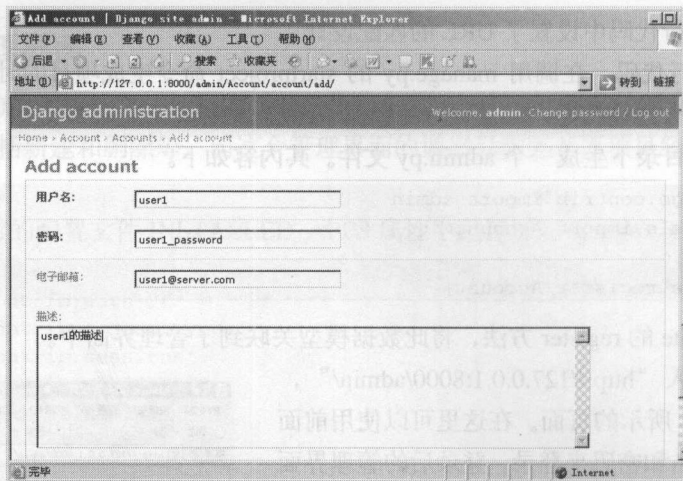 Add account | Django site admin - Microsoft Internet Explorer
文件(F) 编辑(E) 查看(V) 收藏(A) 工具(T) 帮助(H)
后退 搜索 收藏夹
地址(D) http://127.0.0.1:8000/admin/Account/account/add/ 转到 链接
Django administration Welcome, admin. Change password / Log out
Home > Account > Accounts > Add account
Add account
用户名: user1
密码: user1_password
电子邮箱: user1@server.com
描述:
user1的描述
完毕 Internet